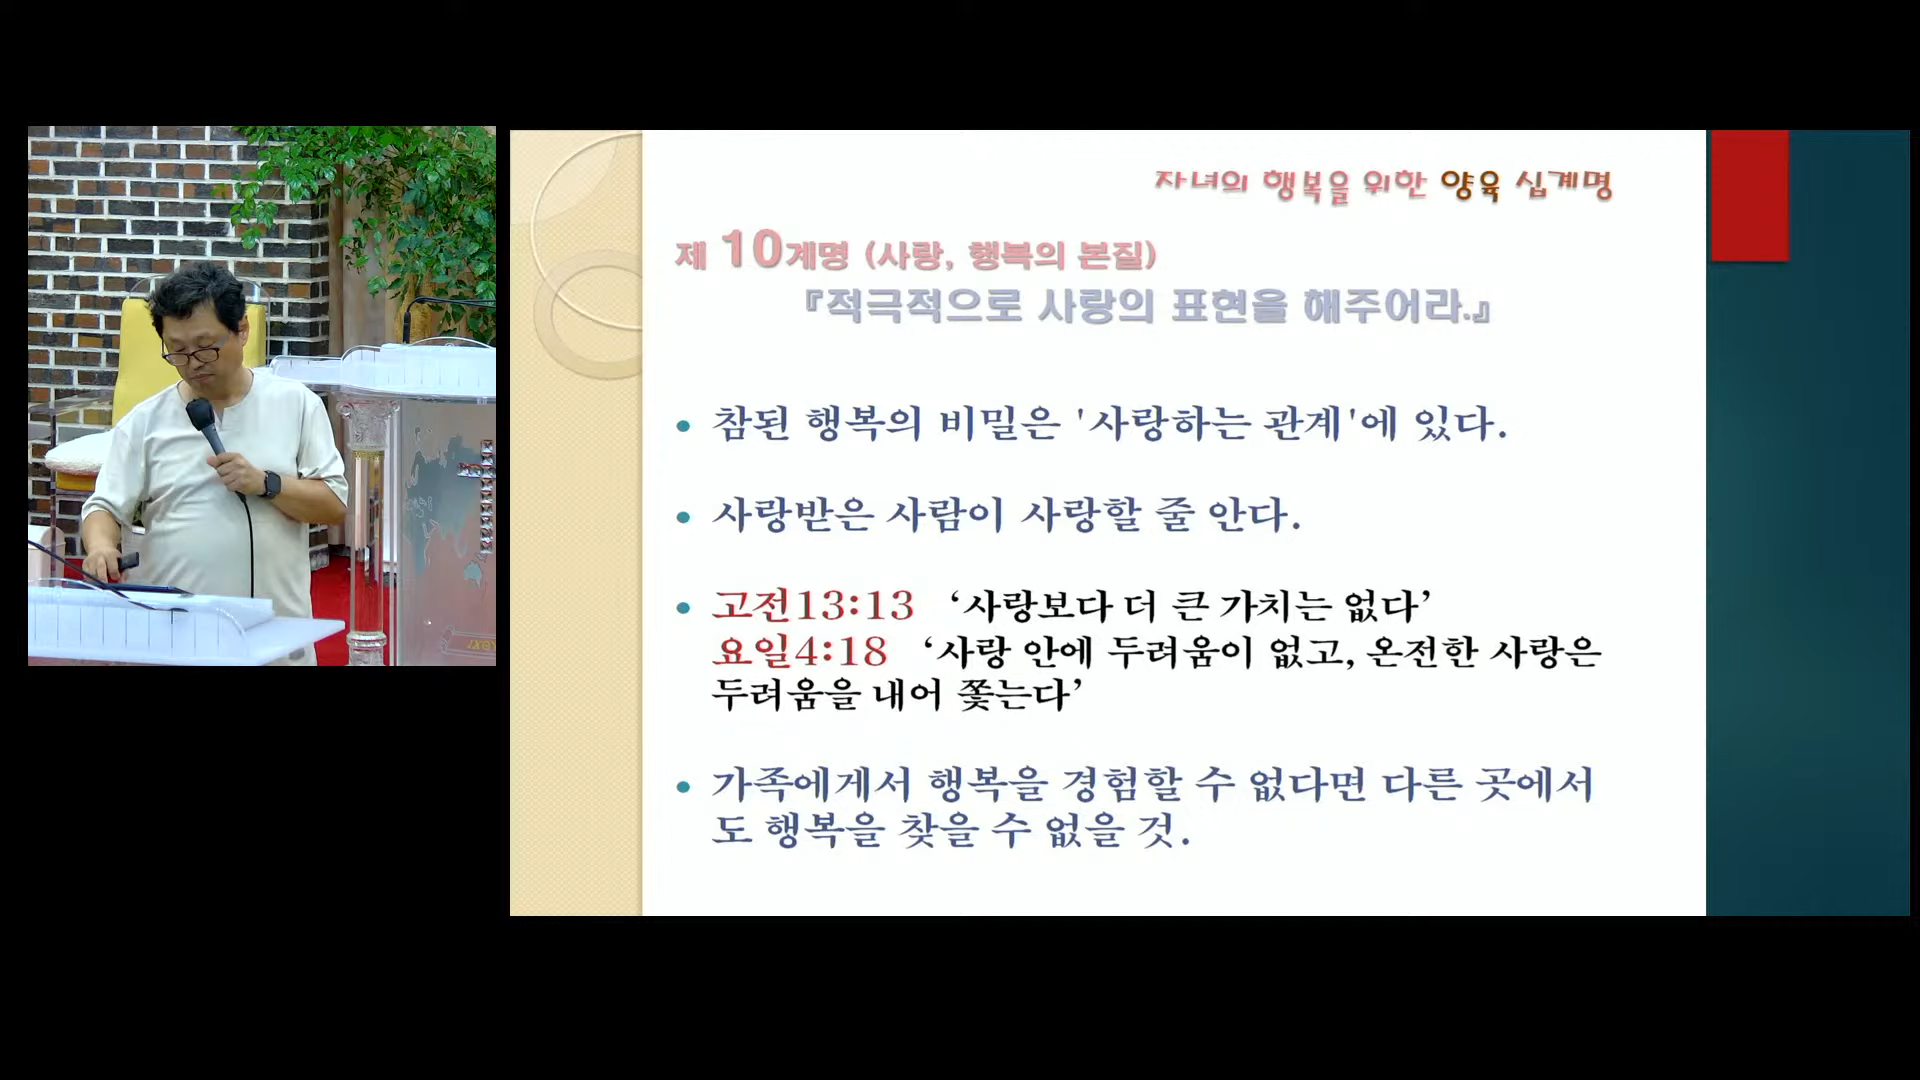 자녀의 행복을 위한 양육 십계명
제 10계명 (사랑, 행복의 본질)
『적극적으로 사랑의 표현을 해주어라.』
• 참된 행복의 비밀은 '사랑하는 관계'에 있다.
• 사랑받은 사람이 사랑할 줄 안다.
• 고전13:13 ‘사랑보다 더 큰 가치는 없다’
요일4:18 ‘사랑 안에 두려움이 없고, 온전한 사랑은
두려움을 내어 쫓는다’
• 가족에게서 행복을 경험할 수 없다면 다른 곳에서
도 행복을 찾을 수 없을 것.